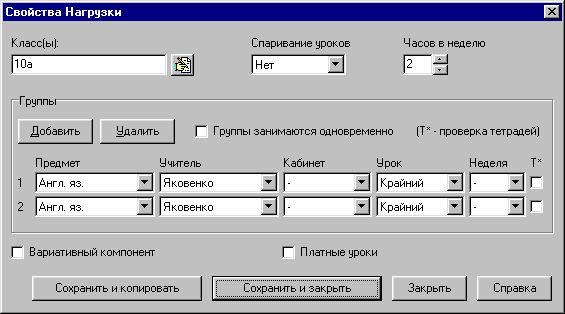 Свойства Нагрузки
Класс(ы): Спаривание уроков Часов в неделю
10а Нет 2
Группы
Добавить Удалить Группы занимаются одновременно (Т* - проверка тетрадей)
Предмет Учитель Кабинет Урок Неделя Т*
1 Англ. яз. Яковенко - Крайний -
2 Англ. яз. Яковенко - Крайний -
Вариативный компонент Платные уроки
Сохранить и копировать Сохранить и закрыть Закрыть Справка